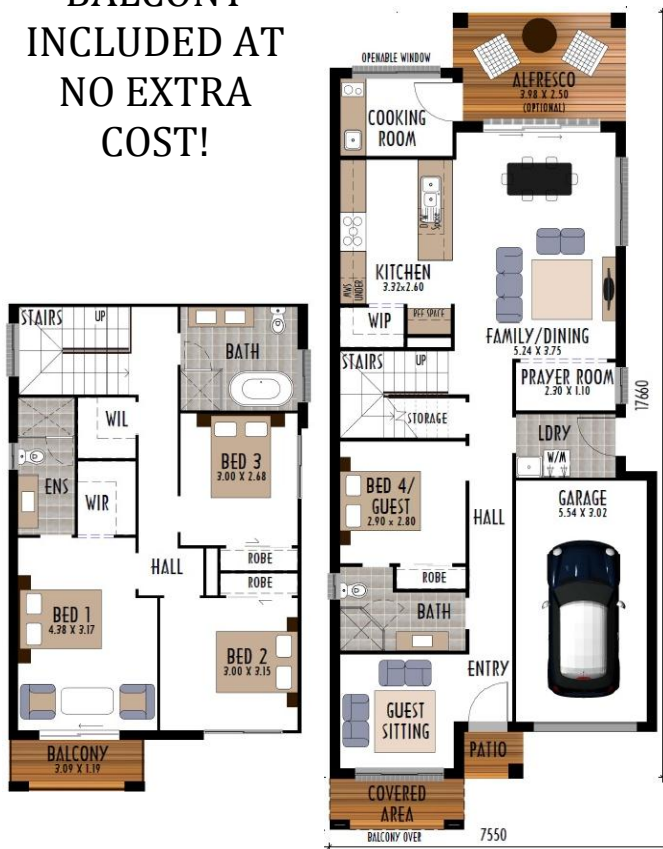 BALCONY
INCLUDED AT
NO EXTRA
COST!
STAIRS
UP
BATH
WIL
BED 3
3.00 X 2.68
ENS
WIR
HALL
ROBE
ROBE
BED 1
4.38 X 3.17
BED 2
3.00 X 3.15
BALCONY
3.09 X 1.19
OPENABLE WINDOW
ALFRESCO
3.98 X 2.50
(OPTIONAL)
COOKING
ROOM
D/W
Space
KITCHEN
3.32x2.60
MWS
UNDER
WIP
REF SPACE
FAMILY/DINING
5.24 X 3.75
STAIRS
UP
PRAYER ROOM
2.30 X 1.10
17660
STORAGE
LDRY
W/M
BED 4/
GUEST
2.90 x 2.80
GARAGE
5.54 X 3.02
HALL
ROBE
BATH
ENTRY
GUEST
SITTING
PATIO
COVERED
AREA
BALCONY OVER
7550